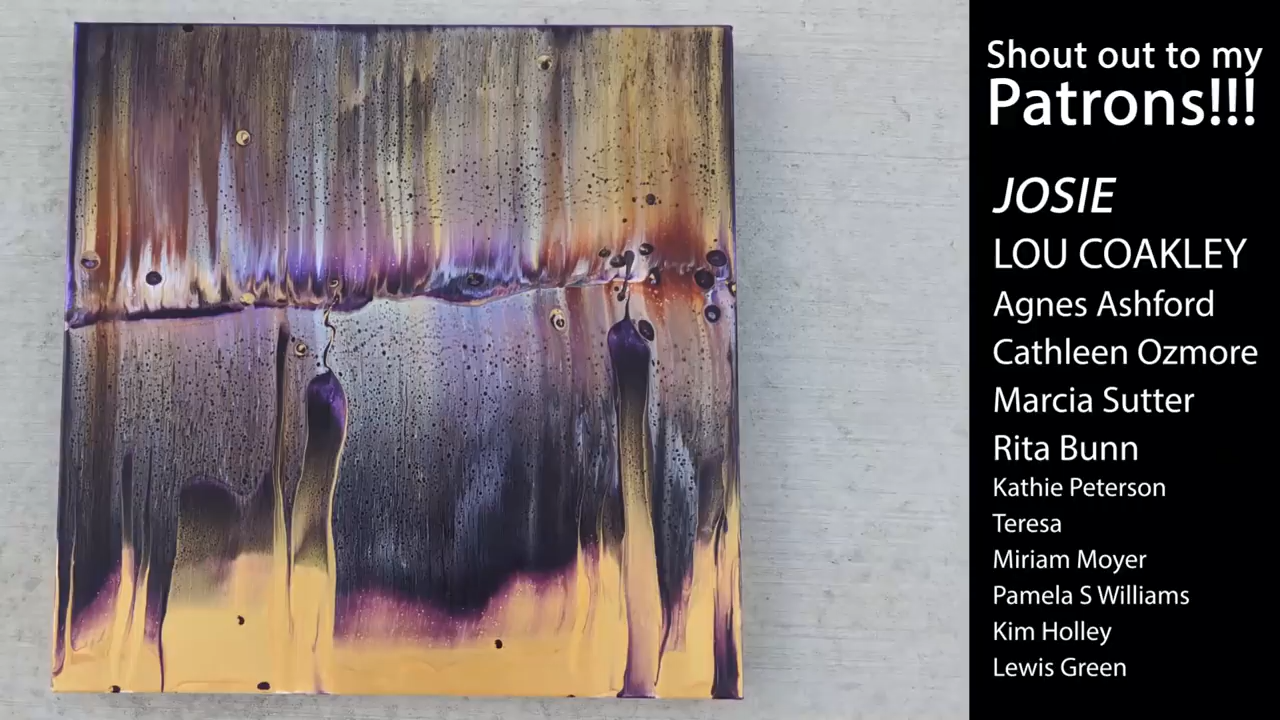 Shout out to my
Patrons!!!
JOSIE
LOU COAKLEY
Agnes Ashford
Cathleen Ozmore
Marcia Sutter
Rita Bunn
Kathie Peterson
Teresa
Miriam Moyer
Pamela S Williams
Kim Holley
Lewis Green